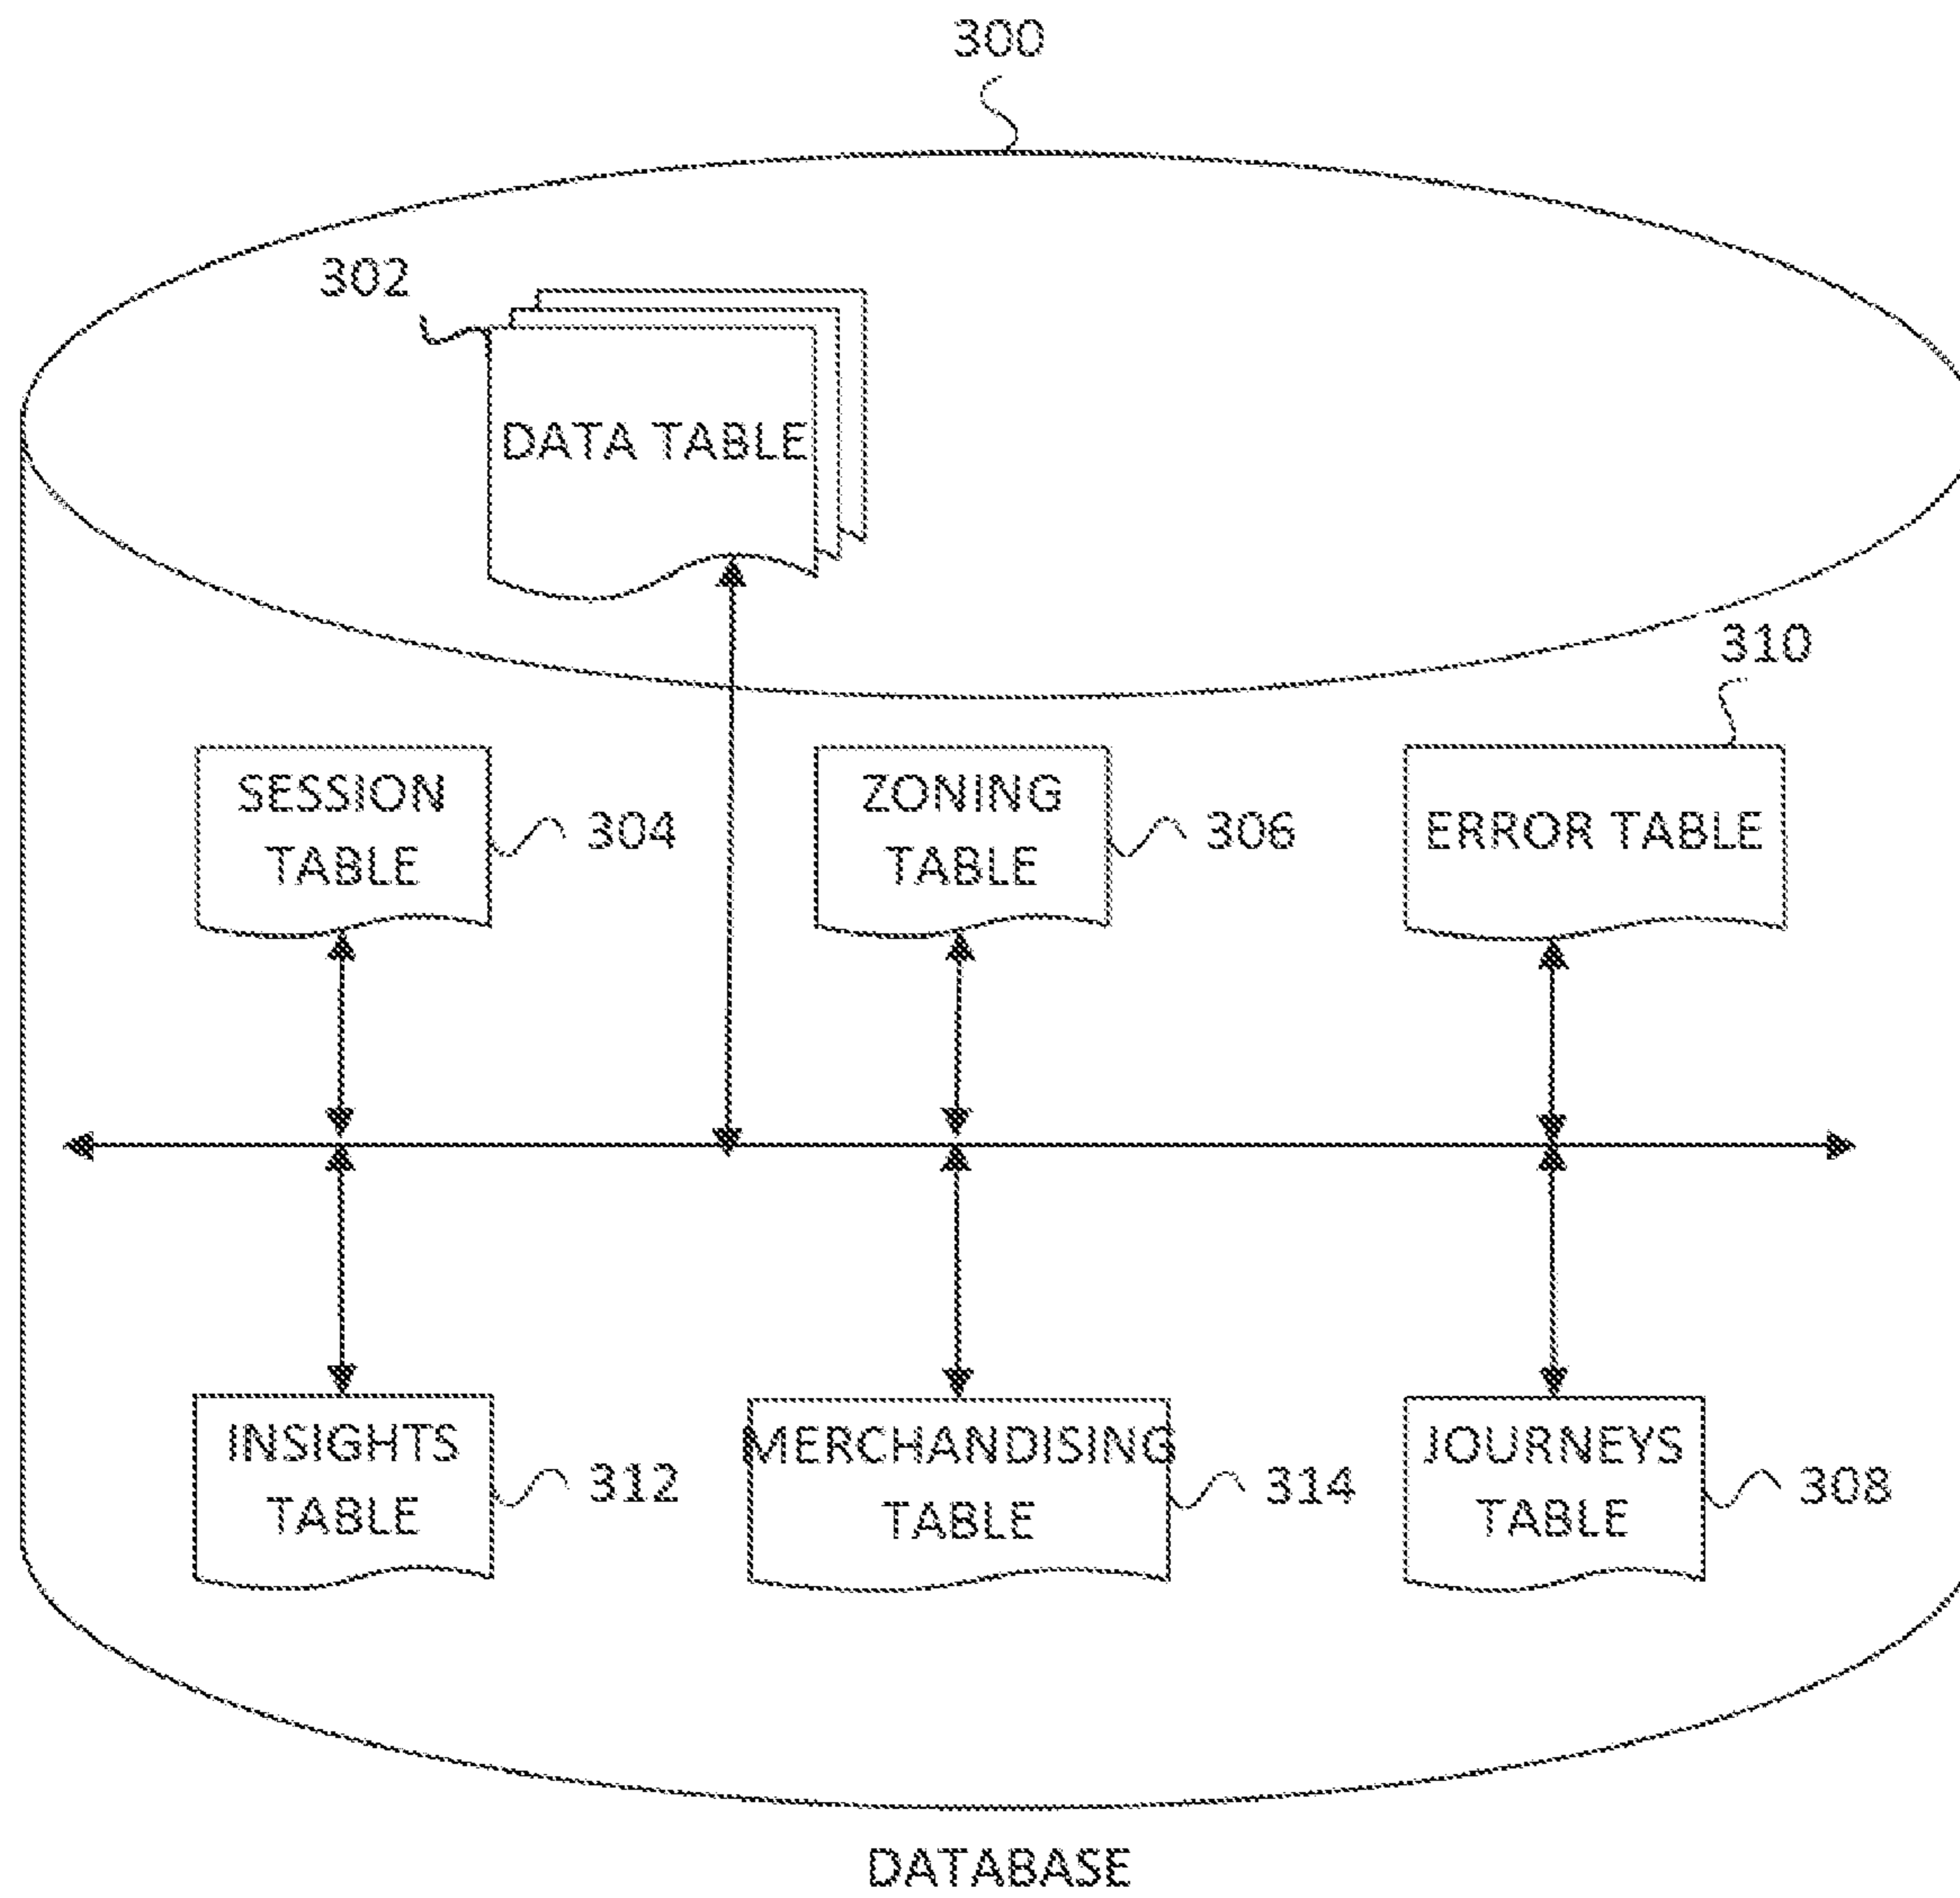 300
302
DATA TABLE
310
SESSION
TABLE
304
ZONING
TABLE
306
ERROR TABLE
INSIGHTS
TABLE
312
MERCHANDISING
TABLE
314
JOURNEYS
TABLE
308
DATABASE